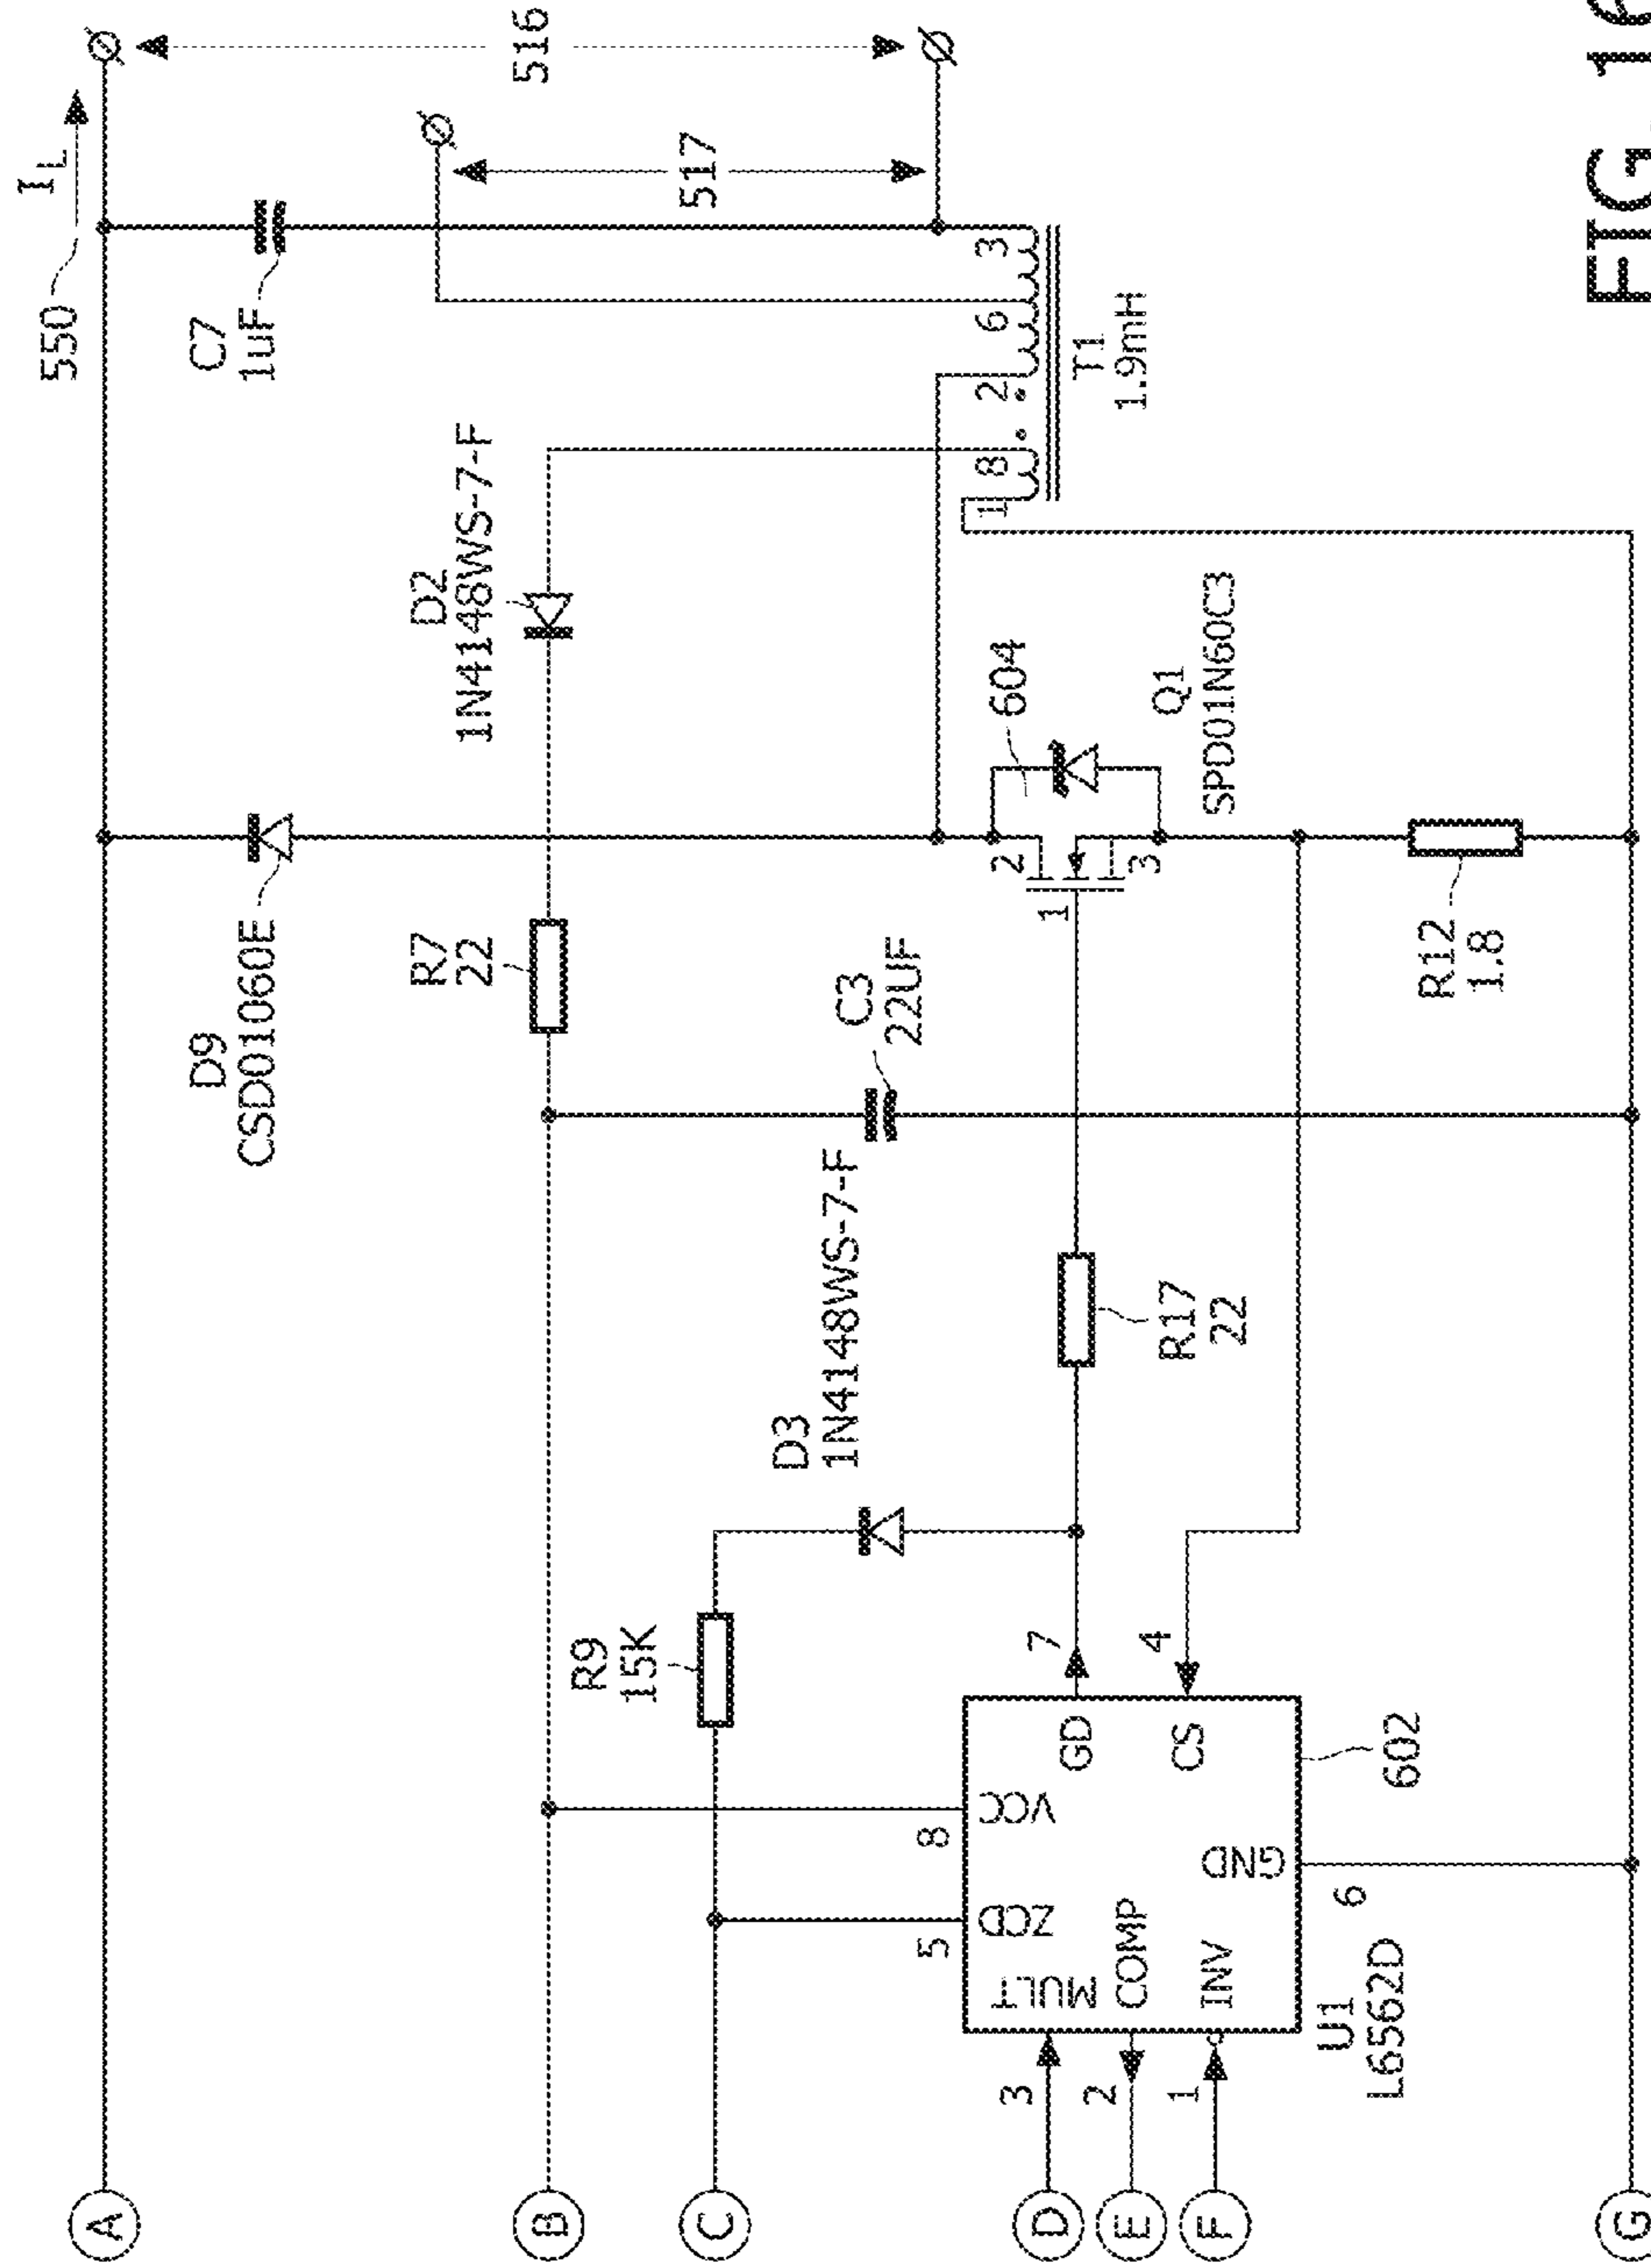 550
I L
516
517
C7
1uF
D9
CSD01060E
D2
1N4148WS-7-F
R7
22
R9
15K
D3
1N4148WS-7-F
C3
22UF
8
5
7
4
VCC
ZCD
MULT
COMP
INV
GD
CS
GND
6
3
2
1
602
U1
L6562D
R17
22
1
2
3
604
Q1
SPD01N60C3
R12
1.8
1
8
2
6
3
T1
1.9mH
A
B
C
D
E
F
G